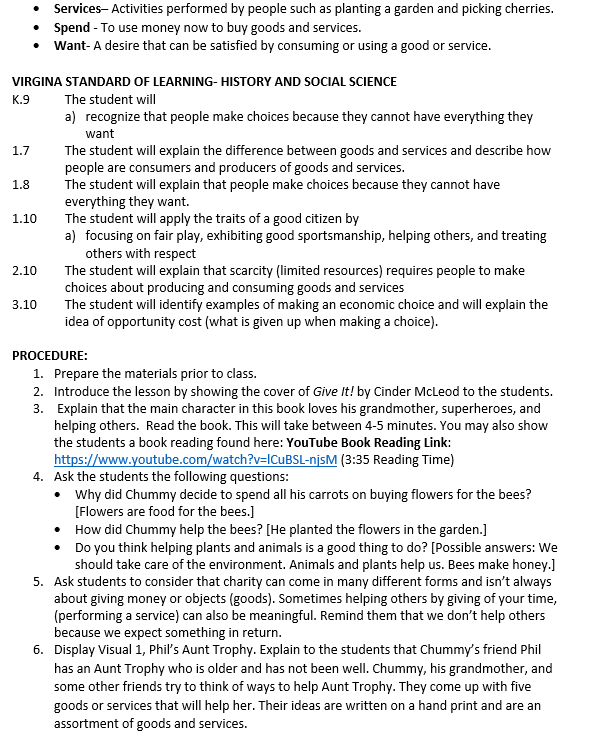 • Services– Activities performed by people such as planting a garden and picking cherries.
• Spend - To use money now to buy goods and services.
• Want- A desire that can be satisfied by consuming or using a good or service.
VIRGINA STANDARD OF LEARNING- HISTORY AND SOCIAL SCIENCE
K.9 The student will
a) recognize that people make choices because they cannot have everything they
want
1.7 The student will explain the difference between goods and services and describe how
people are consumers and producers of goods and services.
1.8 The student will explain that people make choices because they cannot have
everything they want.
1.10 The student will apply the traits of a good citizen by
a) focusing on fair play, exhibiting good sportsmanship, helping others, and treating
others with respect
2.10 The student will explain that scarcity (limited resources) requires people to make
choices about producing and consuming goods and services
3.10 The student will identify examples of making an economic choice and will explain the
idea of opportunity cost (what is given up when making a choice).
PROCEDURE:
1. Prepare the materials prior to class.
2. Introduce the lesson by showing the cover of Give It! by Cinder McLeod to the students.
3. Explain that the main character in this book loves his grandmother, superheroes, and
helping others. Read the book. This will take between 4-5 minutes. You may also show
the students a book reading found here: YouTube Book Reading Link:
https://www.youtube.com/watch?v=lCuBSL-njsM (3:35 Reading Time)
4. Ask the students the following questions:
• Why did Chummy decide to spend all his carrots on buying flowers for the bees?
[Flowers are food for the bees.]
• How did Chummy help the bees? [He planted the flowers in the garden.]
• Do you think helping plants and animals is a good thing to do? [Possible answers: We
should take care of the environment. Animals and plants help us. Bees make honey.]
5. Ask students to consider that charity can come in many different forms and isn't always
about giving money or objects (goods). Sometimes helping others by giving of your time,
(performing a service) can also be meaningful. Remind them that we don't help others
because we expect something in return.
6. Display Visual 1, Phil's Aunt Trophy. Explain to the students that Chummy's friend Phil
has an Aunt Trophy who is older and has not been well. Chummy, his grandmother, and
some other friends try to think of ways to help Aunt Trophy. They come up with five
goods or services that will help her. Their ideas are written on a hand print and are an
assortment of goods and services.